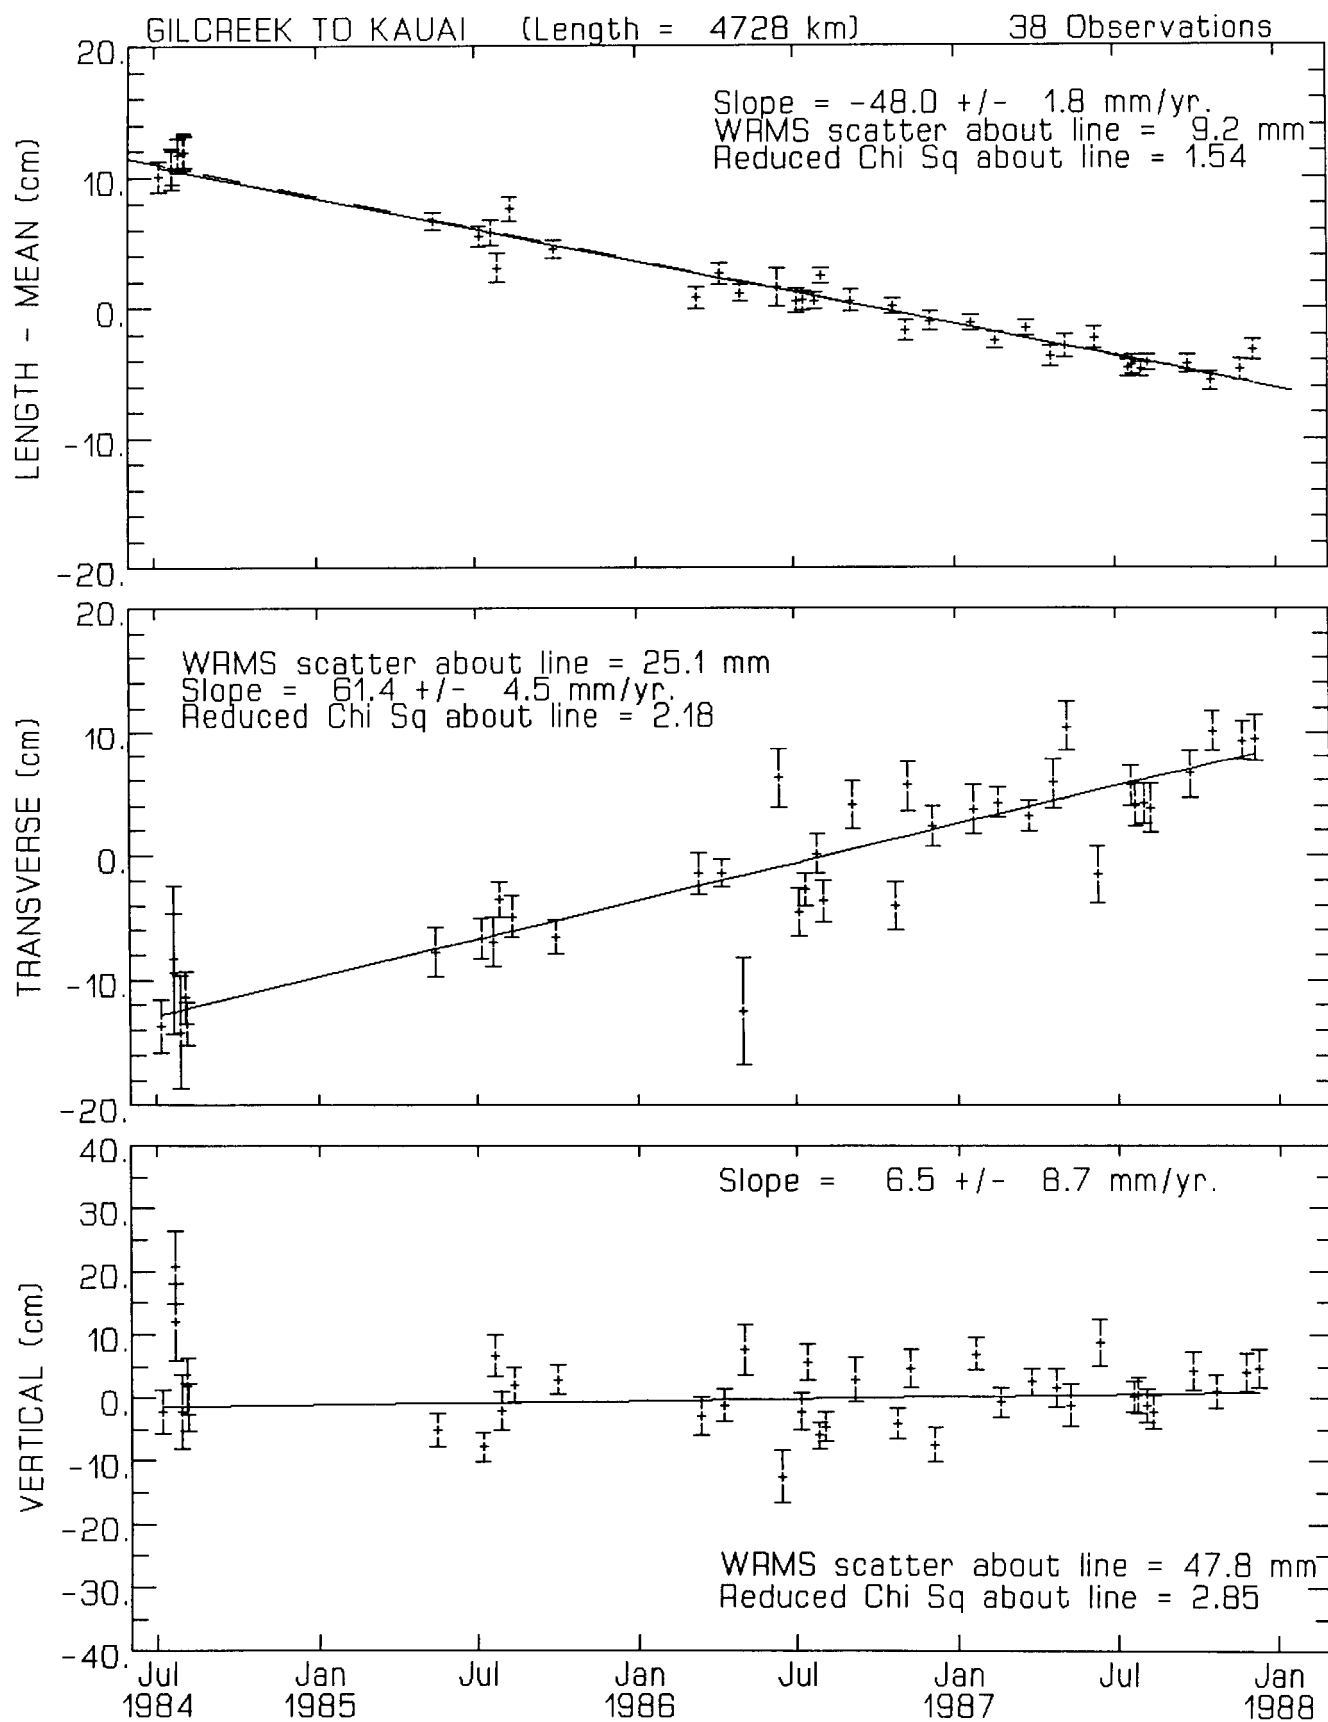 GILCREEK TO KAUAI (Length = 4728 km) 38 Observations
20.
10.
0.
-10.
-20.
LENGTH - MEAN (cm)
Slope = -48.0 +/- 1.8 mm/yr.
WRMS scatter about line = 9.2 mm
Reduced Chi Sq about line = 1.54
20.
10.
0.
-10.
-20.
TRANSVERSE (cm)
WRMS scatter about line = 25.1 mm
Slope = 61.4 +/- 4.5 mm/yr.
Reduced Chi Sq about line = 2.18
40.
30.
20.
10.
0.
-10.
-20.
-30.
-40.
VERTICAL (cm)
Slope = 6.5 +/- 8.7 mm/yr.
WRMS scatter about line = 47.8 mm
Reduced Chi Sq about line = 2.85
Jul Jan Jul Jan Jul Jan Jul Jan
1984 1985 1986 1987 1988